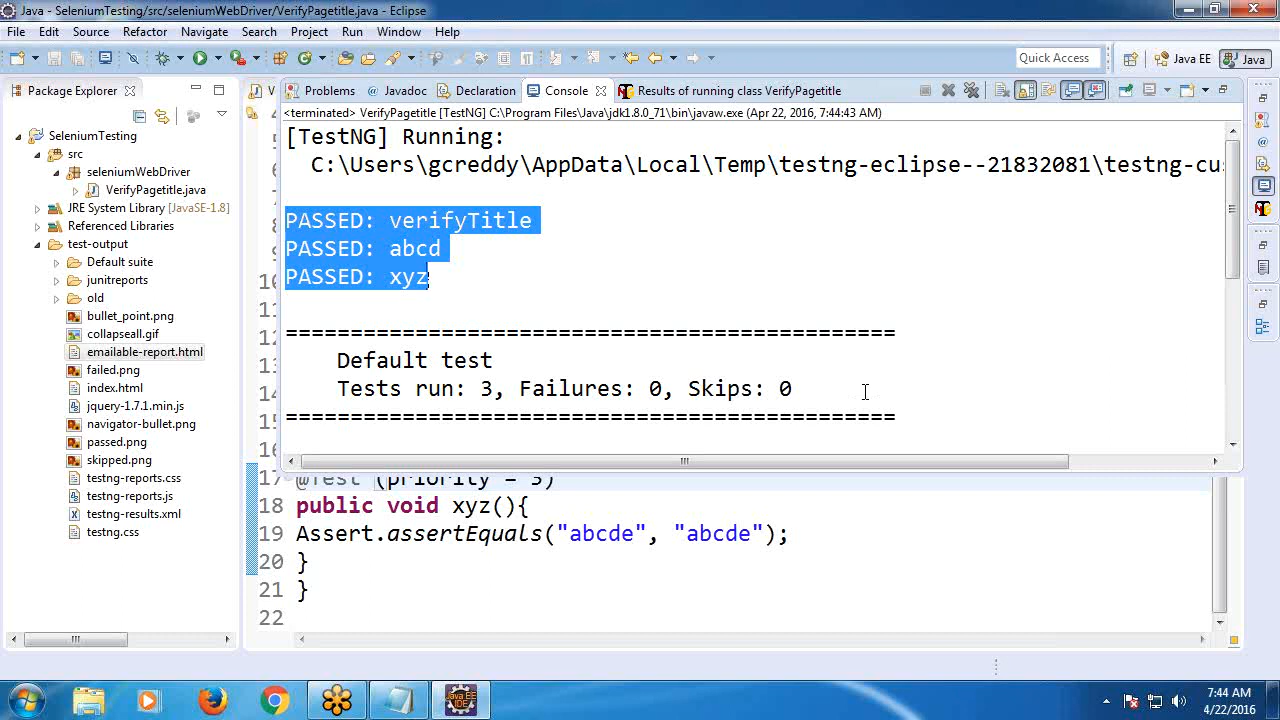 Java - SeleniumTesting/src/seleniumWebDriver/VerifyPagetitle.java - Eclipse
File Edit Source Refactor Navigate Search Project Run Window Help
Quick Access
Java EE
Java
Package Explorer
SeleniumTesting
src
seleniumWebDriver
VerifyPagetitle.java
JRE System Library [JavaSE-1.8]
Referenced Libraries
test-output
Default suite
junitreports
old
bullet_point.png
collapseall.gif
emailable-report.html
failed.png
index.html
jquery-1.7.1.min.js
navigator-bullet.png
passed.png
skipped.png
testng-reports.css
testng-reports.js
testng-results.xml
testng.css
Problems Javadoc Declaration Console Results of running class VerifyPagetitle
<terminated> VerifyPagetitle [TestNG] C:\Program Files\Java\jdk1.8.0_71\bin\javaw.exe (Apr 22, 2016, 7:44:43 AM)
[TestNG] Running:
C:\Users\gcreddy\AppData\Local\Temp\testng-eclipse--21832081\testng-cu
PASSED: verifyTitle
PASSED: abcd
PASSED: xyz
===============================================
Default test
Tests run: 3, Failures: 0, Skips: 0
===============================================
17 @Test (priority = 3)
18 public void xyz(){
19 Assert.assertEquals("abcde", "abcde");
20 }
21 }
22
7:44 AM
4/22/2016